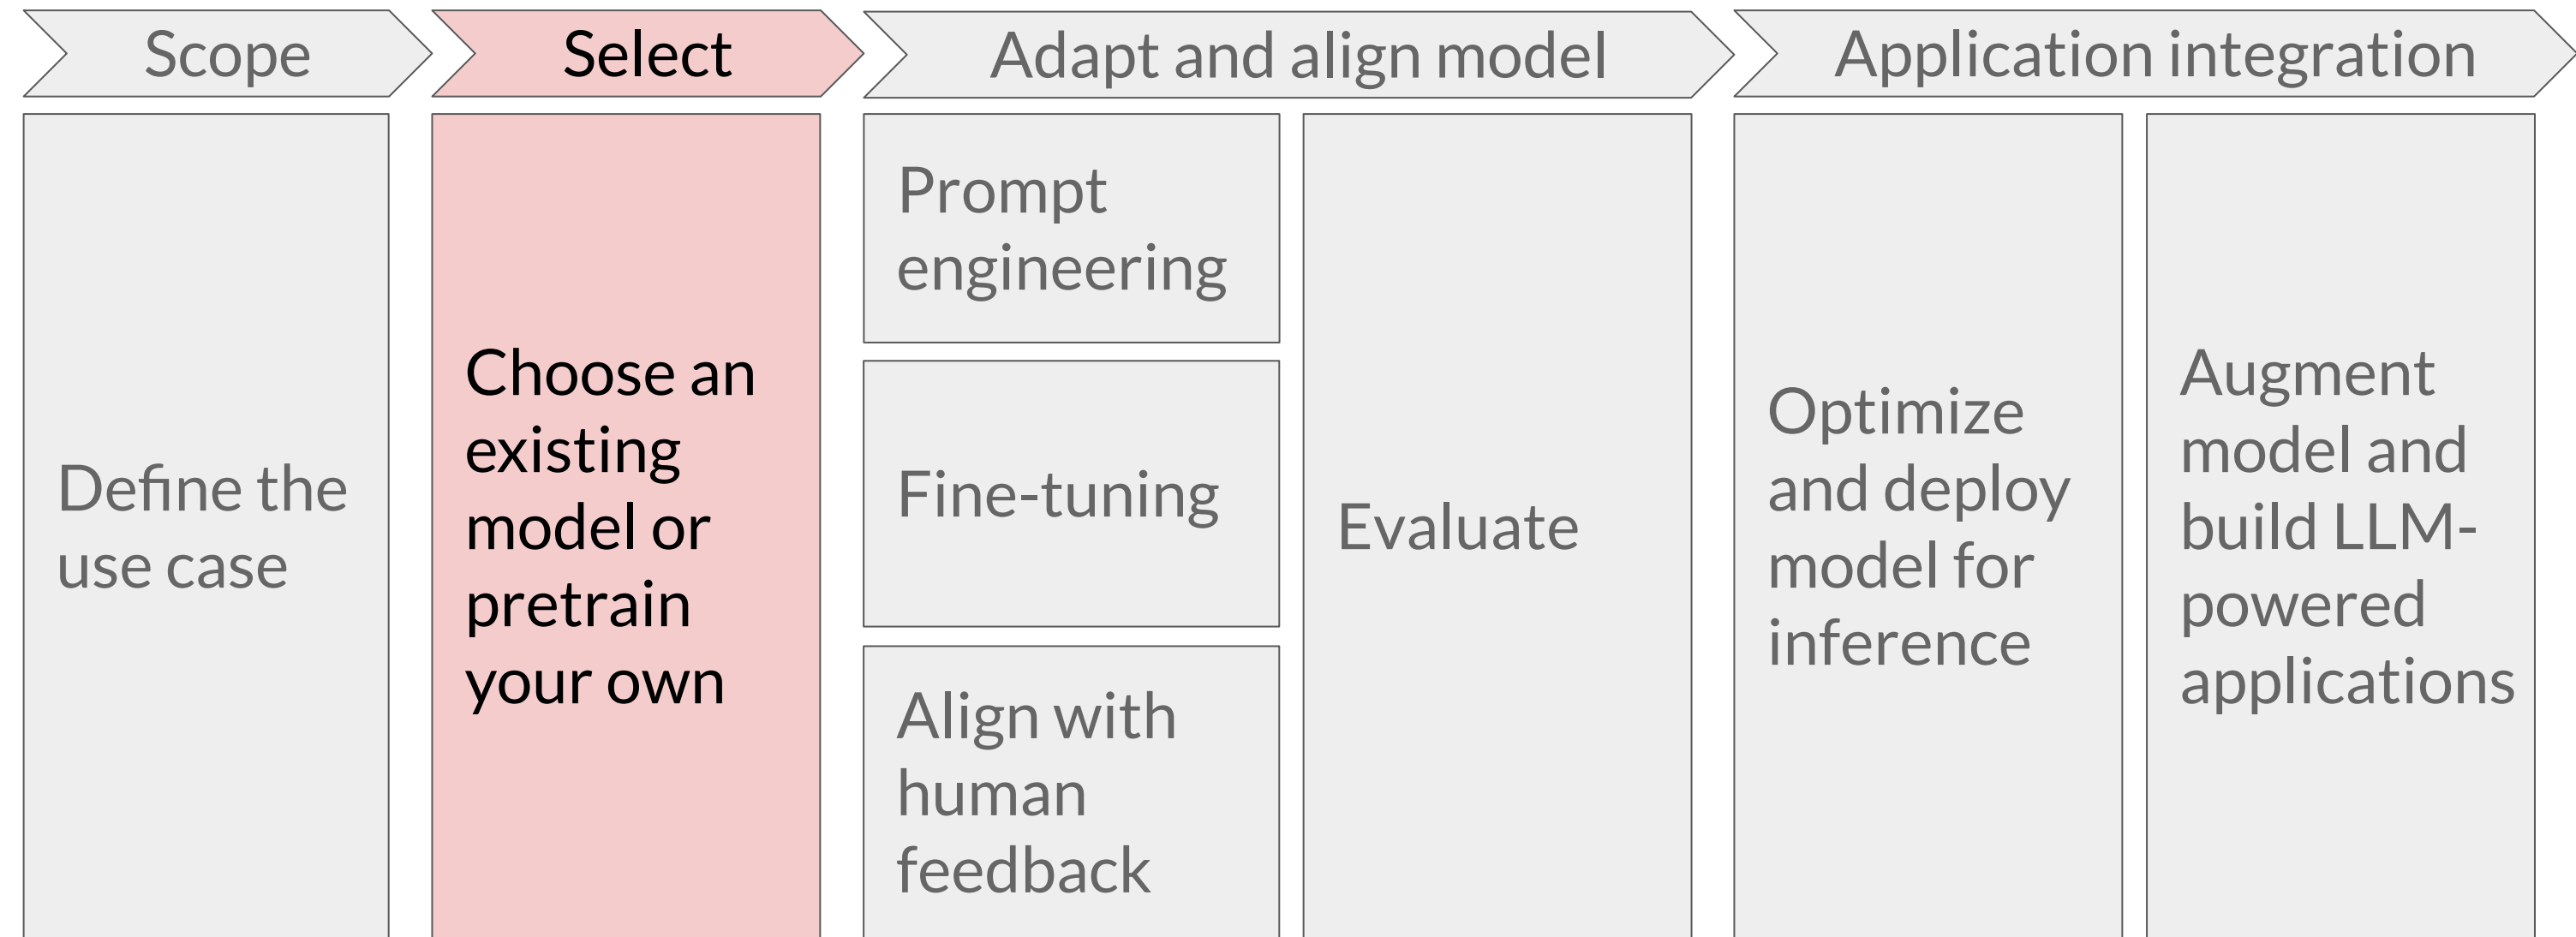 Scope
Select
Adapt and align model
Application integration
Define the
use case
Choose an
existing
model or
pretrain
your own
Prompt
engineering
Fine-tuning
Align with
human
feedback
Evaluate
Optimize
and deploy
model for
inference
Augment
model and
build LLM-
powered
applications